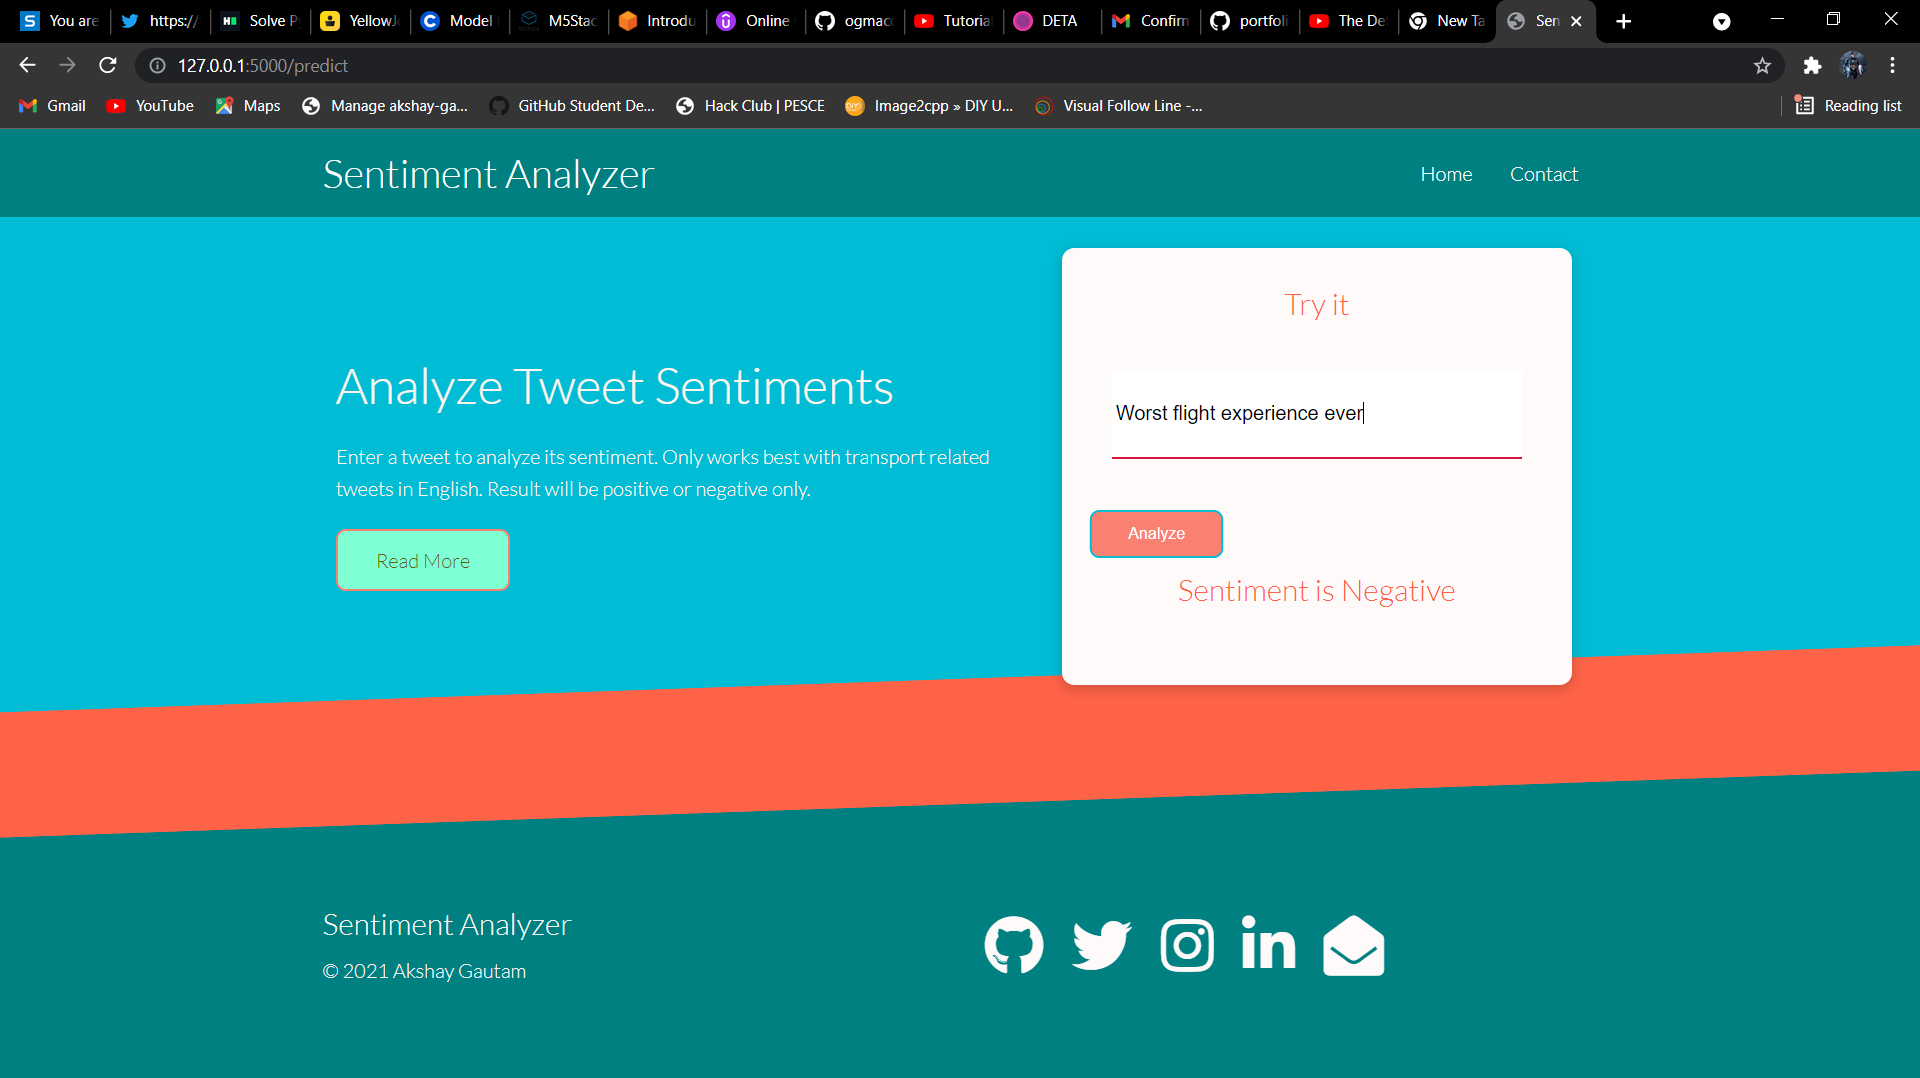 You are
https://
Solve P
YellowJ
Model
M5Stac
Introdu
Online
ogmac
Tutoria
DETA
Confirm
portfoli
The De
New Ta
Sen
127.0.0.1:5000/predict
Gmail
YouTube
Maps
Manage akshay-ga...
GitHub Student De...
Hack Club | PESCE
Image2cpp » DIY U...
Visual Follow Line -...
Reading list
Sentiment Analyzer
Home
Contact
Analyze Tweet Sentiments
Enter a tweet to analyze its sentiment. Only works best with transport related
tweets in English. Result will be positive or negative only.
Read More
Try it
Worst flight experience ever
Analyze
Sentiment is Negative
Sentiment Analyzer
© 2021 Akshay Gautam